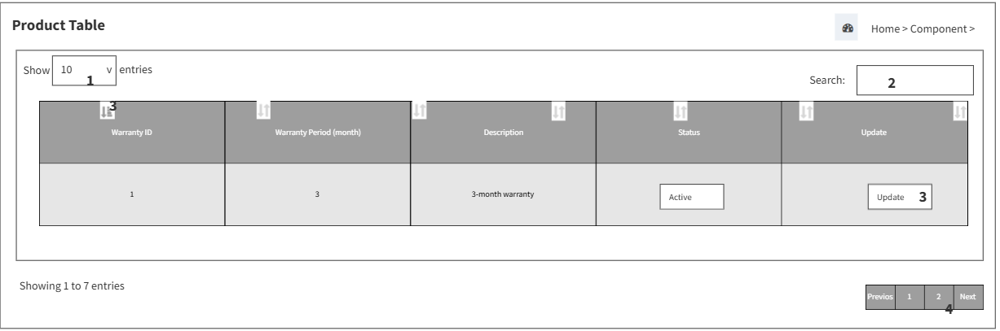 Product Table
Home > Component >
Show 10 v entries
1
Search: 2
3
Warranty ID Warranty Period (month) Description Status Update
1 3 3-month warranty Active Update 3
Showing 1 to 7 entries
Previos 1 2 Next
4